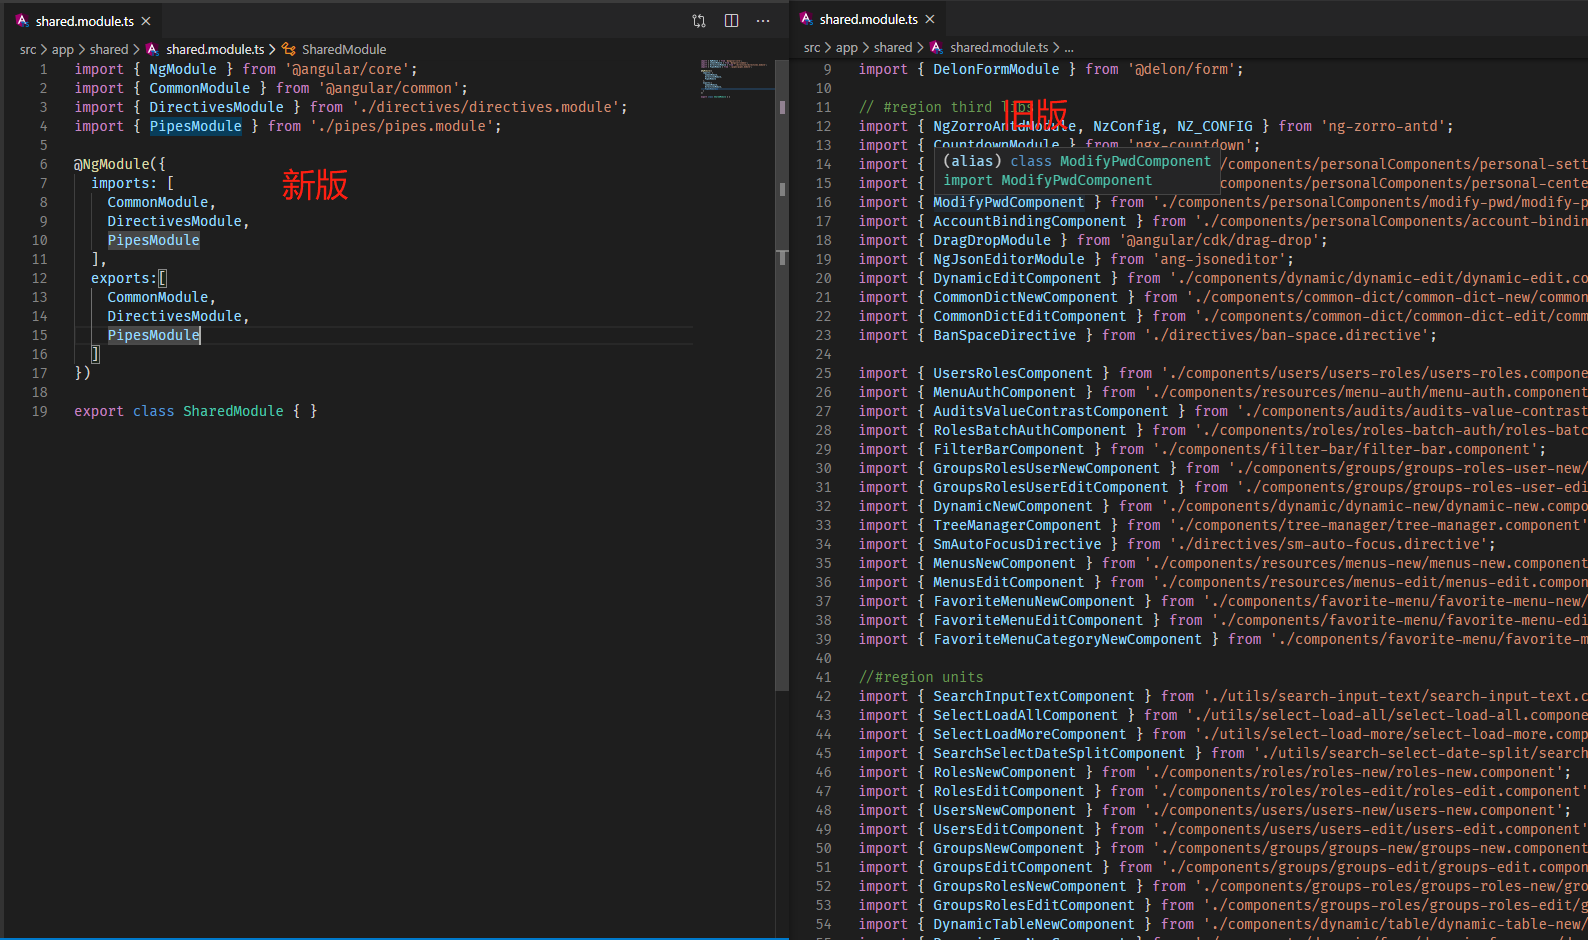 shared.module.ts
src > app > shared > shared.module.ts > SharedModule
1 import { NgModule } from '@angular/core';
2 import { CommonModule } from '@angular/common';
3 import { DirectivesModule } from './directives/directives.module';
4 import { PipesModule } from './pipes/pipes.module';
5
6 @NgModule({
7 imports: [
8 CommonModule,
9 DirectivesModule,
10 PipesModule
11 ],
12 exports:[
13 CommonModule,
14 DirectivesModule,
15 PipesModule
16 ]
17 })
18
19 export class SharedModule { }
新版
shared.module.ts
src > app > shared > shared.module.ts > ...
9 import { DelonFormModule } from '@delon/form';
10
11 // #region third libs
旧版
12 import { NgZorroAntdModule, NzConfig, NZ_CONFIG } from 'ng-zorro-antd';
13 import { CountdownModule } from 'ngx-countdown';
(alias) class ModifyPwdComponent
import ModifyPwdComponent
14 import { /components/personalComponents/personal-sett
15 import { components/personalComponents/personal-cente
16 import { ModifyPwdComponent } from './components/personalComponents/modify-pwd/modify-p
17 import { AccountBindingComponent } from './components/personalComponents/account-bindin
18 import { DragDropModule } from '@angular/cdk/drag-drop';
19 import { NgJsonEditorModule } from 'ang-jsoneditor';
20 import { DynamicEditComponent } from './components/dynamic/dynamic-edit/dynamic-edit.co
21 import { CommonDictNewComponent } from './components/common-dict/common-dict-new/common
22 import { CommonDictEditComponent } from './components/common-dict/common-dict-edit/comm
23 import { BanSpaceDirective } from './directives/ban-space.directive';
24
25 import { UsersRolesComponent } from './components/users/users-roles/users-roles.compone
26 import { MenuAuthComponent } from './components/resources/menu-auth/menu-auth.component
27 import { AuditsValueContrastComponent } from './components/audits/audits-value-contrast
28 import { RolesBatchAuthComponent } from './components/roles/roles-batch-auth/roles-batc
29 import { FilterBarComponent } from './components/filter-bar/filter-bar.component';
30 import { GroupsRolesUserNewComponent } from './components/groups/groups-roles-user-new/
31 import { GroupsRolesUserEditComponent } from './components/groups/groups-roles-user-edi
32 import { DynamicNewComponent } from './components/dynamic/dynamic-new/dynamic-new.compo
33 import { TreeManagerComponent } from './components/tree-manager/tree-manager.component'
34 import { SmAutoFocusDirective } from './directives/sm-auto-focus.directive';
35 import { MenusNewComponent } from './components/resources/menus-new/menus-new.component
36 import { MenusEditComponent } from './components/resources/menus-edit/menus-edit.compon
37 import { FavoriteMenuNewComponent } from './components/favorite-menu/favorite-menu-new/
38 import { FavoriteMenuEditComponent } from './components/favorite-menu/favorite-menu-edi
39 import { FavoriteMenuCategoryNewComponent } from './components/favorite-menu/favorite-m
40
41 //#region units
42 import { SearchInputTextComponent } from './utils/search-input-text/search-input-text.c
43 import { SelectLoadAllComponent } from './utils/select-load-all/select-load-all.compone
44 import { SelectLoadMoreComponent } from './utils/select-load-more/select-load-more.comp
45 import { SearchSelectDateSplitComponent } from './utils/search-select-date-split/search
46 import { RolesNewComponent } from './components/roles/roles-new/roles-new.component';
47 import { RolesEditComponent } from './components/roles/roles-edit/roles-edit.component'
48 import { UsersNewComponent } from './components/users/users-new/users-new.component';
49 import { UsersEditComponent } from './components/users/users-edit/users-edit.component'
50 import { GroupsNewComponent } from './components/groups/groups-new/groups-new.component
51 import { GroupsEditComponent } from './components/groups/groups-edit/groups-edit.compon
52 import { GroupsRolesNewComponent } from './components/groups-roles/groups-roles-new/gro
53 import { GroupsRolesEditComponent } from './components/groups-roles/groups-roles-edit/g
54 import { DynamicTableNewComponent } from './components/dynamic/table/dynamic-table-new/